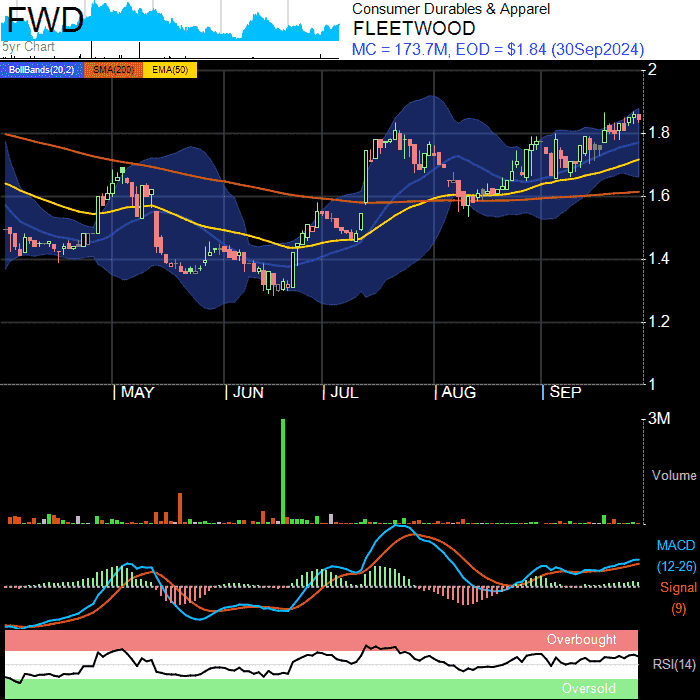 FWD
5yr Chart
Consumer Durables & Apparel
FLEETWOOD
MC = 173.7M, EOD = $1.84 (30Sep2024)
BollBands(20,2) SMA(200) EMA(50)
2
1.8
1.6
1.4
1.2
1
MAY JUN JUL AUG SEP
3M
Volume
MACD
(12-26)
Signal
(9)
Overbought
RSI(14)
Oversold